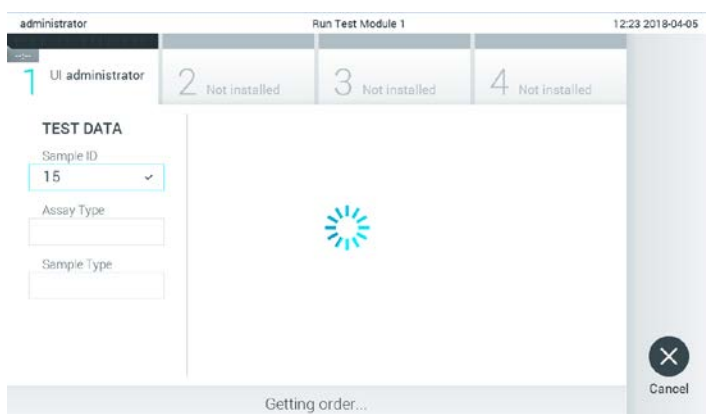 administrator Run Test Module 1 12:23 2018-04-05
1 UI administrator 2 Not installed 3 Not installed 4 Not installed
TEST DATA
Sample ID
15
Assay Type
Sample Type
Cancel
Getting order...